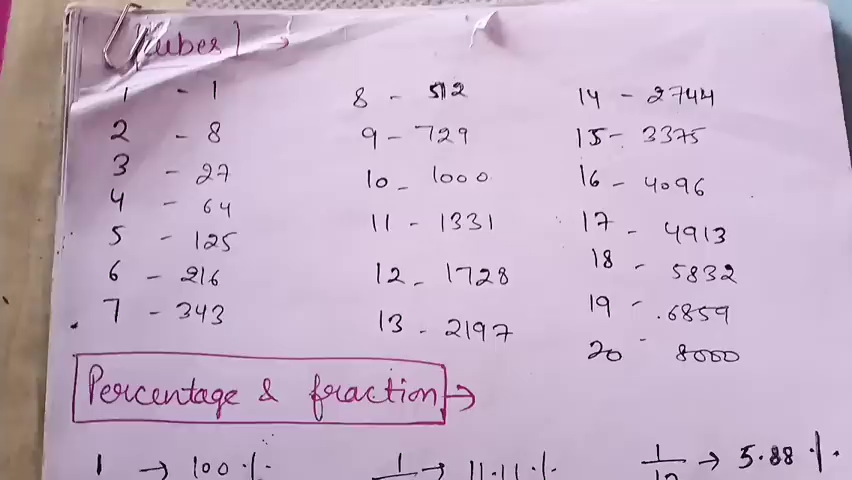 Cubes →
1 - 1
2 - 8
3 - 27
4 - 64
5 - 125
6 - 216
7 - 343
8 - 512
9 - 729
10 - 1000
11 - 1331
12 - 1728
13 - 2197
14 - 2744
15 - 3375
16 - 4096
17 - 4913
18 - 5832
19 - 6859
20 - 8000
Percentage & fraction →
1 → 100 %
1 → 11.11 %
1 → 5.88 %